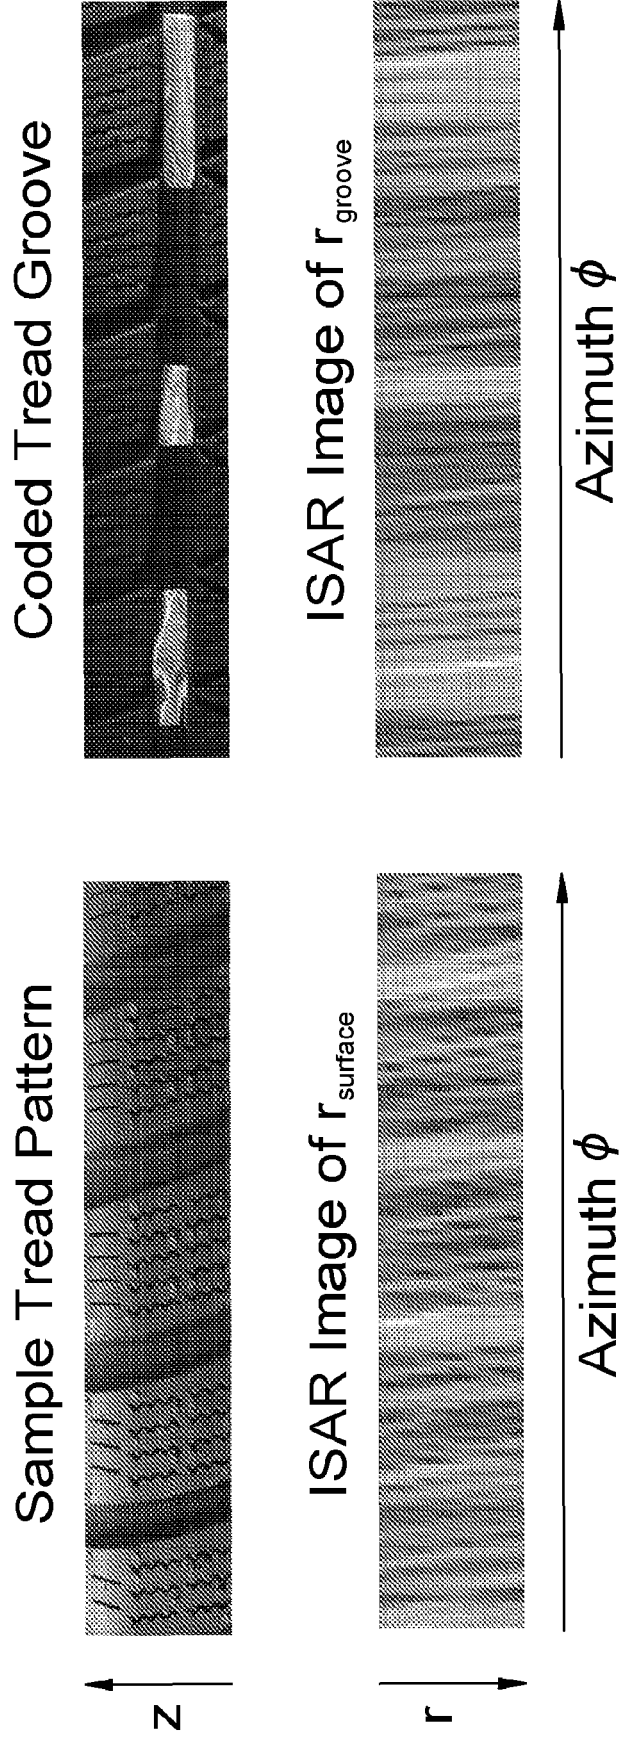 Sample Tread Pattern
Coded Tread Groove
z
ISAR Image of r_surface
ISAR Image of r_groove
r
Azimuth ϕ
Azimuth ϕ